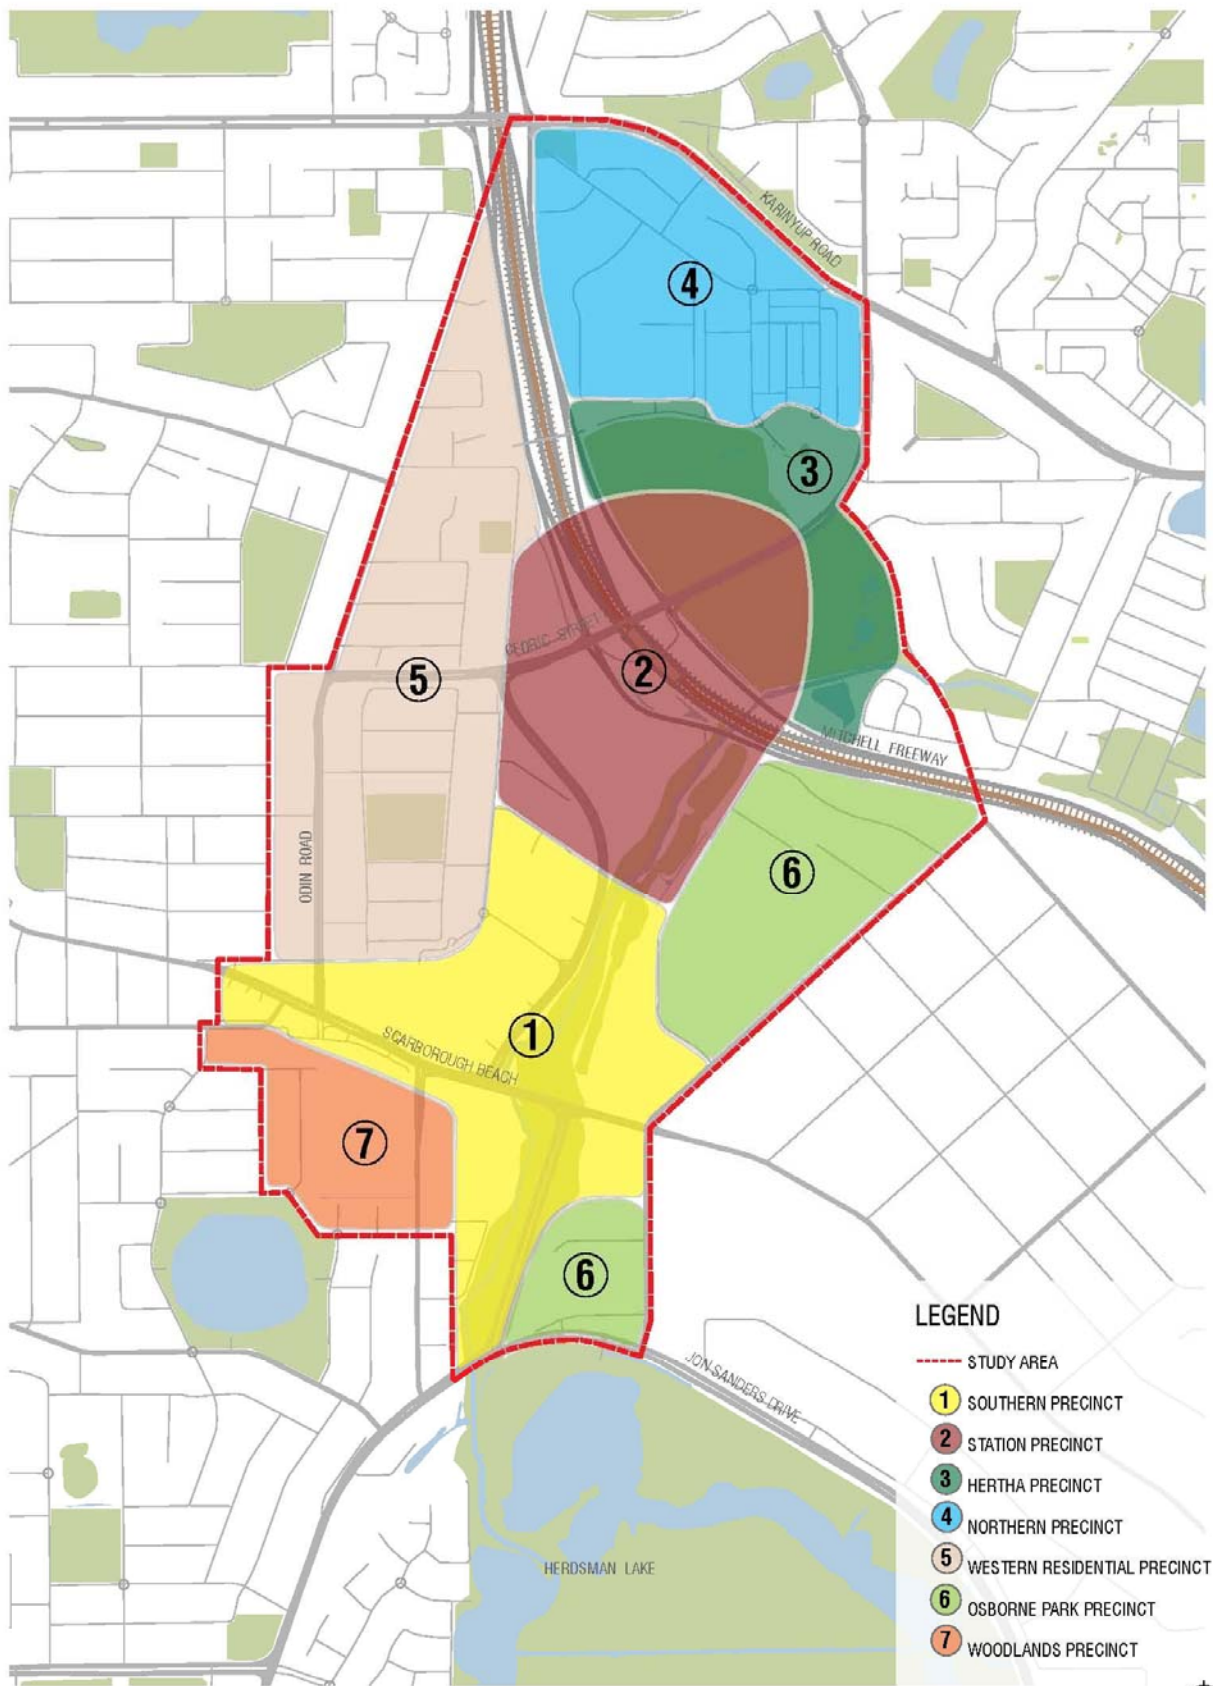 KARINYUP ROAD
4
3
CEDRIC STREET
2
5
MITCHELL FREEWAY
ODIN ROAD
6
1
SCARBOROUGH BEACH
7
6
LEGEND
STUDY AREA
1 SOUTHERN PRECINCT
2 STATION PRECINCT
3 HERTHA PRECINCT
4 NORTHERN PRECINCT
5 WESTERN RESIDENTIAL PRECINCT
6 OSBORNE PARK PRECINCT
7 WOODLANDS PRECINCT
JON SANDERS DRIVE
HERDSMAN LAKE